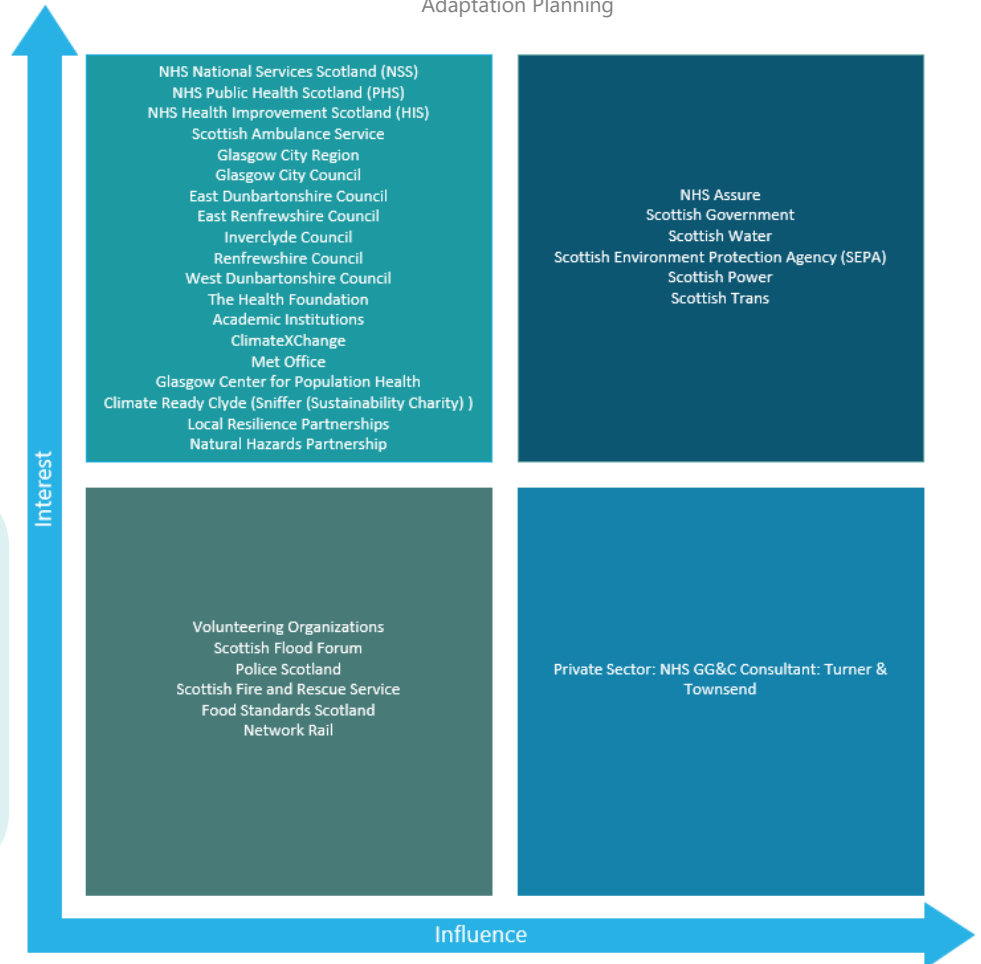 Adaptation Planning
NHS National Services Scotland (NSS)
NHS Public Health Scotland (PHS)
NHS Health Improvement Scotland (HIS)
Scottish Ambulance Service
Glasgow City Region
Glasgow City Council
East Dunbartonshire Council
East Renfrewshire Council
Inverclyde Council
Renfrewshire Council
West Dunbartonshire Council
The Health Foundation
Academic Institutions
ClimateXChange
Met Office
Glasgow Center for Population Health
Climate Ready Clyde (Sniffer (Sustainability Charity) )
Local Resilience Partnerships
Natural Hazards Partnership
NHS Assure
Scottish Government
Scottish Water
Scottish Environment Protection Agency (SEPA)
Scottish Power
Scottish Trans
Interest
Volunteering Organizations
Scottish Flood Forum
Police Scotland
Scottish Fire and Rescue Service
Food Standards Scotland
Network Rail
Private Sector: NHS GG&C Consultant: Turner &
Townsend
Influence